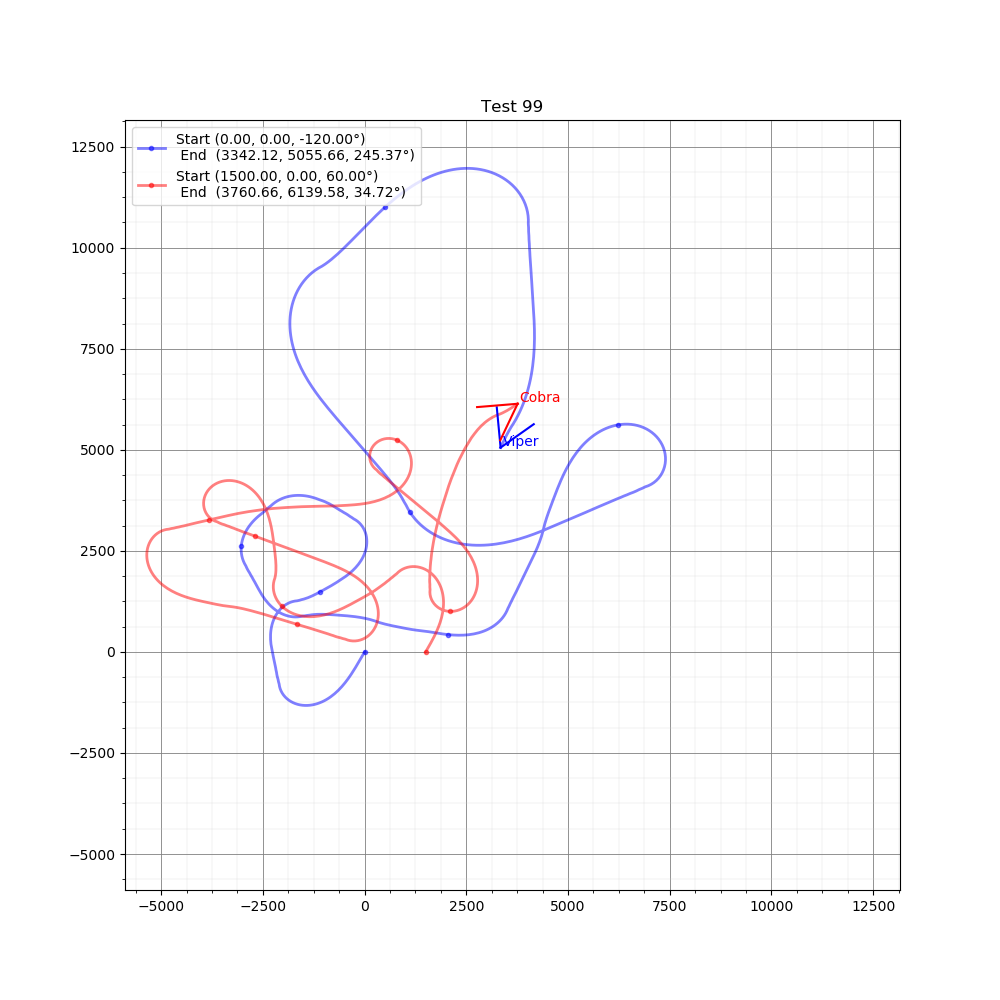 Test 99
Start (0.00, 0.00, -120.00°)
End (3342.12, 5055.66, 245.37°)
Start (1500.00, 0.00, 60.00°)
End (3760.66, 6139.58, 34.72°)
12500
10000
7500
5000
2500
0
−2500
−5000
Cobra
Viper
−5000 −2500 0 2500 5000 7500 10000 12500